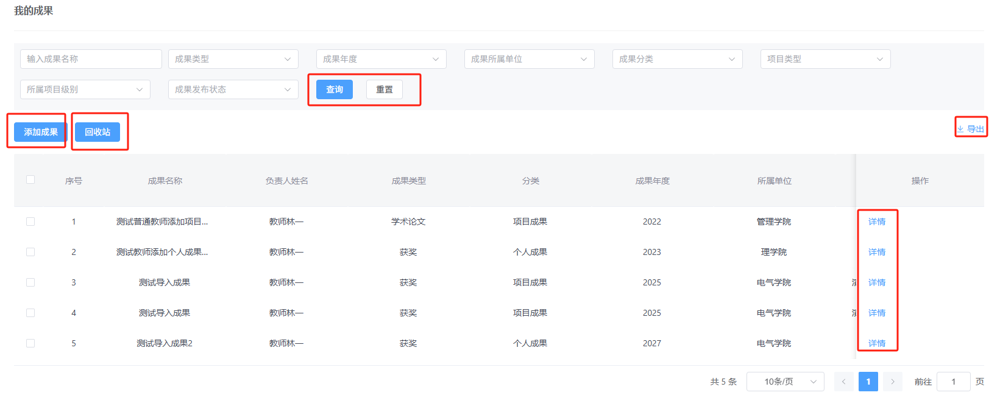 我的成果
输入成果名称 成果类型 成果年度 成果所属单位 成果分类 项目类型
所属项目级别 成果发布状态 查询 重置
添加成果 回收站 导出
序号 成果名称 负责人姓名 成果类型 分类 成果年度 所属单位 操作
1 测试普通教师添加项目... 教师林一 学术论文 项目成果 2022 管理学院 详情
2 测试教师添加个人成果... 教师林一 获奖 个人成果 2023 理学院 详情
3 测试导入成果 教师林一 获奖 项目成果 2025 电气学院 详情
4 测试导入成果 教师林一 获奖 项目成果 2025 电气学院 详情
5 测试导入成果2 教师林一 获奖 个人成果 2027 电气学院 详情
共 5 条 10条/页 1 前往 1 页